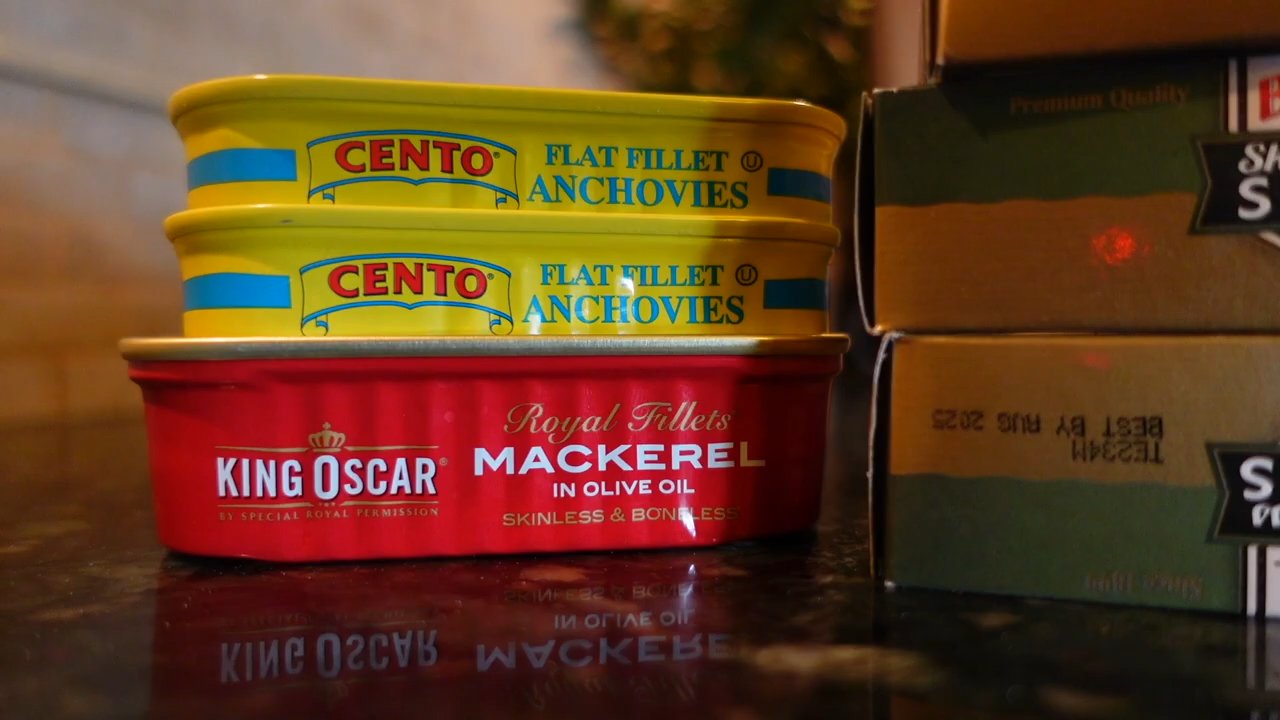 CENTO®
FLAT FILLET Ⓤ
ANCHOVIES
CENTO®
FLAT FILLET Ⓤ
ANCHOVIES
KING OSCAR®
BY SPECIAL ROYAL PERMISSION
Royal Fillets
MACKEREL
IN OLIVE OIL
SKINLESS & BONELESS
Premium Quality
BEST BY AUG 2025
TE234M